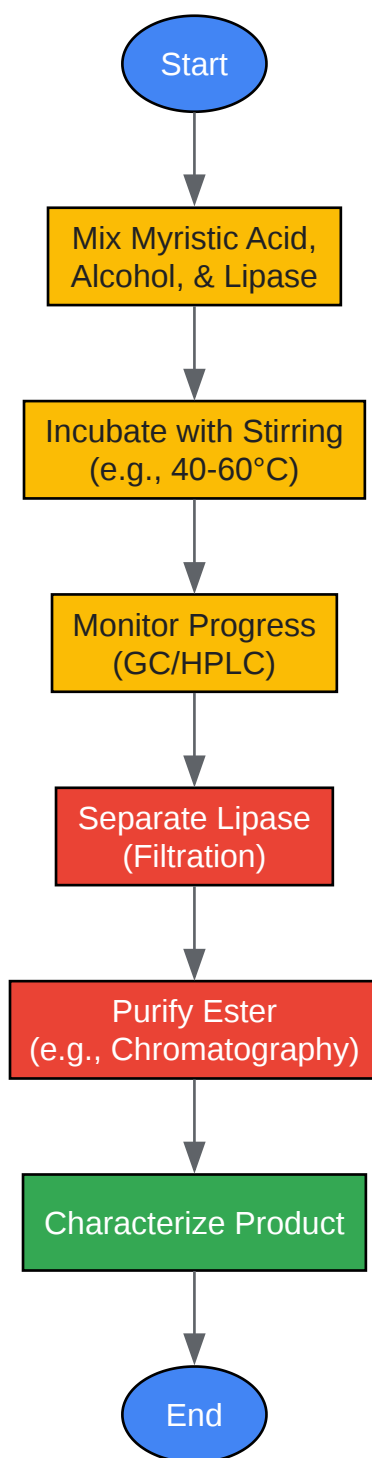 Start
Mix Myristic Acid,
Alcohol, & Lipase
Incubate with Stirring
(e.g., 40-60°C)
Monitor Progress
(GC/HPLC)
Separate Lipase
(Filtration)
Purify Ester
(e.g., Chromatography)
Characterize Product
End